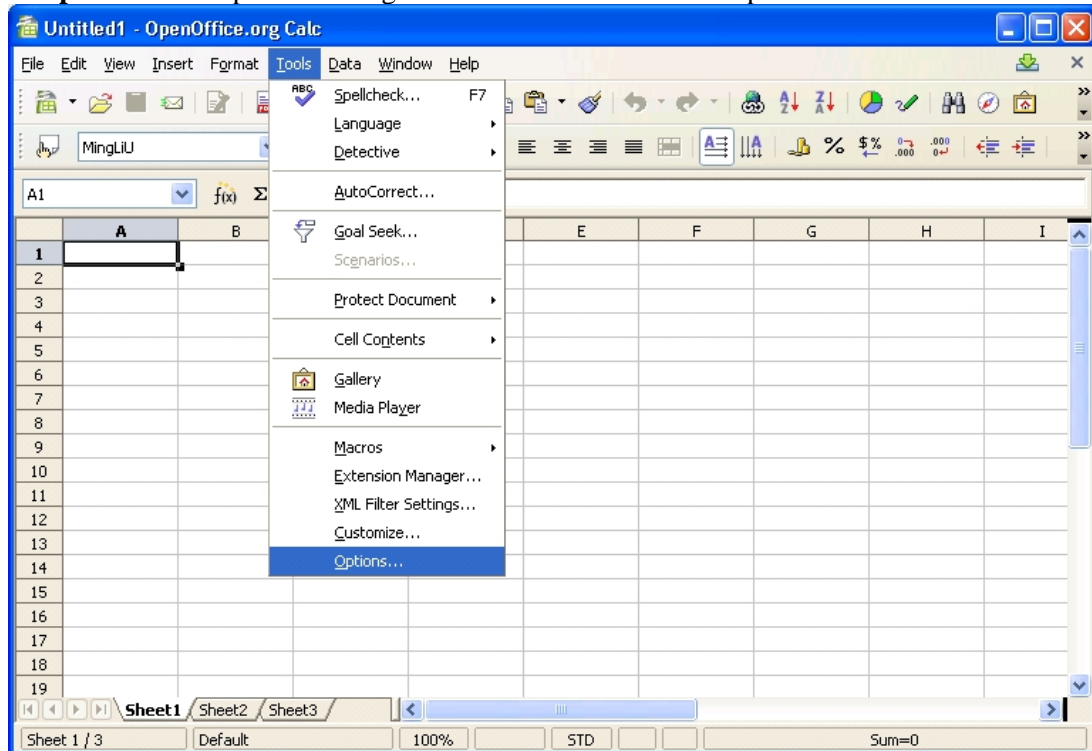 Untitled1 - OpenOffice.org Calc
File Edit View Insert Format Tools Data Window Help
MingLiU
A1
f(x) Σ
Spellcheck... F7
Language
Detective
AutoCorrect...
Goal Seek...
Scenarios...
Protect Document
Cell Contents
Gallery
Media Player
Macros
Extension Manager...
XML Filter Settings...
Customize...
Options...
A B E F G H I
1
2
3
4
5
6
7
8
9
10
11
12
13
14
15
16
17
18
19
Sheet1 Sheet2 Sheet3
Sheet 1 / 3 Default 100% STD Sum=0